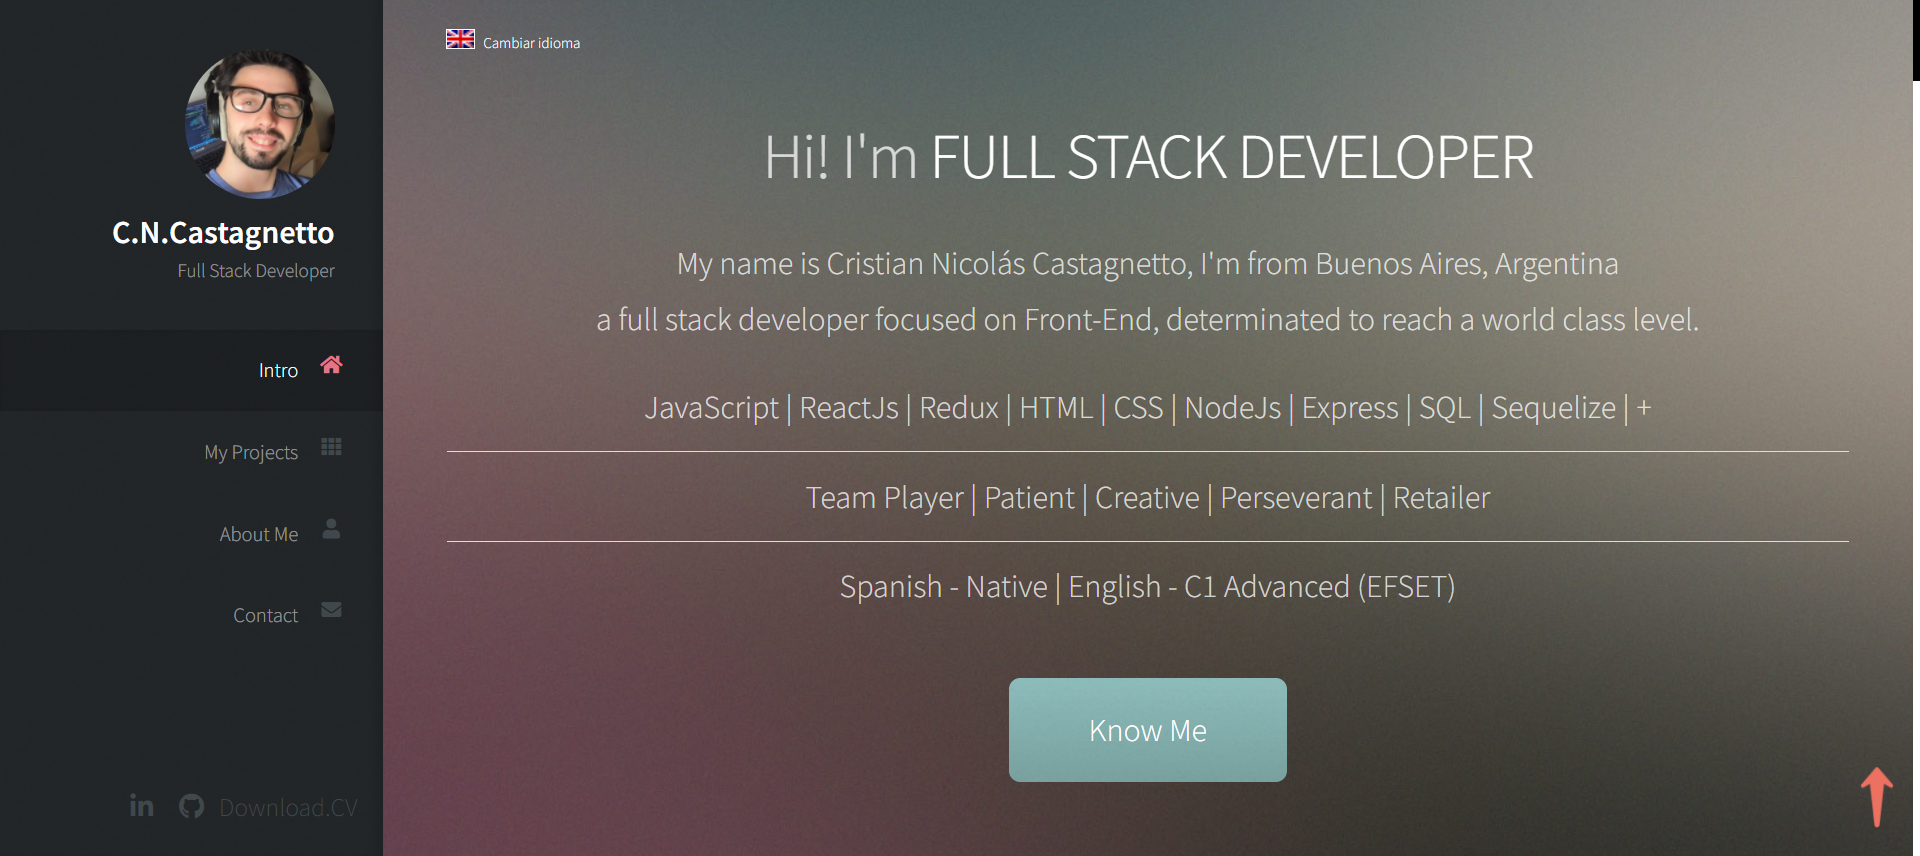 C.N.Castagnetto
Full Stack Developer
Intro
My Projects
About Me
Contact
Download.CV
Cambiar idioma
Hi! I'm FULL STACK DEVELOPER
My name is Cristian Nicolás Castagnetto, I'm from Buenos Aires, Argentina
a full stack developer focused on Front-End, determinated to reach a world class level.
JavaScript | ReactJs | Redux | HTML | CSS | NodeJs | Express | SQL | Sequelize | +
Team Player | Patient | Creative | Perseverant | Retailer
Spanish - Native | English - C1 Advanced (EFSET)
Know Me